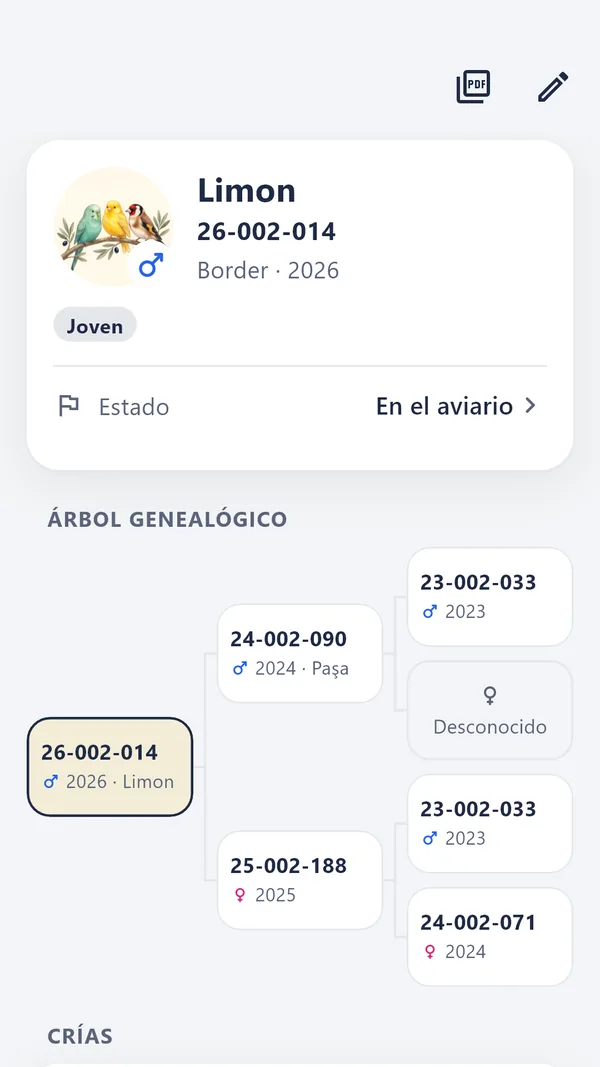 PDF
Limon
26-002-014
Border · 2026
Joven
Estado
En el aviario
ÁRBOL GENEALÓGICO
23-002-033
2023
24-002-090
2024 · Paşa
Desconocido
26-002-014
2026 · Limon
23-002-033
2023
25-002-188
2025
24-002-071
2024
CRÍAS